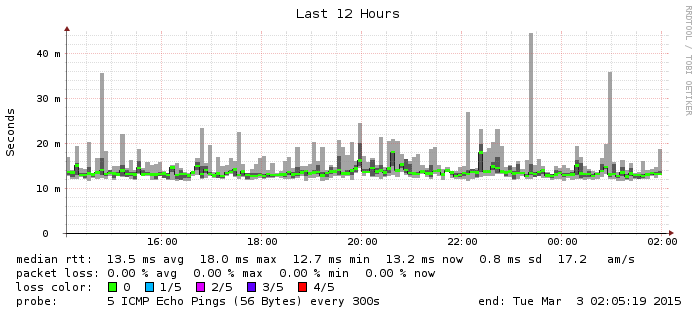 Last 12 Hours
RRDTOOL / TOBI OETIKER
Seconds
40 m
30 m
20 m
10 m
0
16:00 18:00 20:00 22:00 00:00 02:00
median rtt: 13.5 ms avg 18.0 ms max 12.7 ms min 13.2 ms now 0.8 ms sd 17.2 am/s
packet loss: 0.00 % avg 0.00 % max 0.00 % min 0.00 % now
loss color: 0 1/5 2/5 3/5 4/5
probe: 5 ICMP Echo Pings (56 Bytes) every 300s end: Tue Mar 3 02:05:19 2015